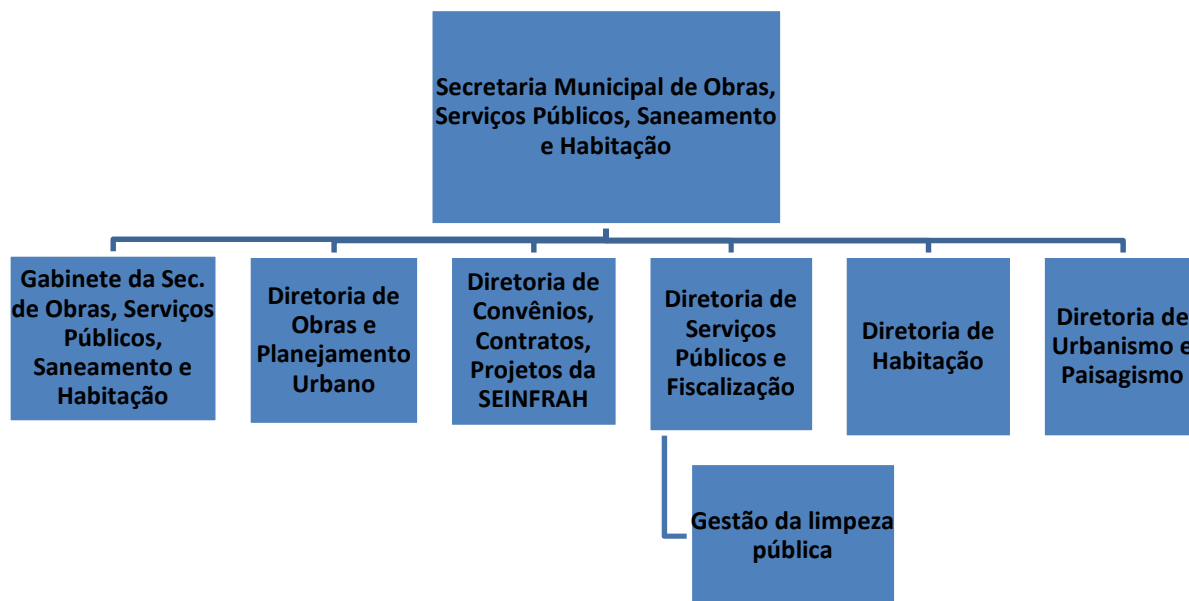 Secretaria Municipal de Obras,
Serviços Públicos, Saneamento
e Habitação
Gabinete da Sec.
de Obras, Serviços
Públicos,
Saneamento e
Habitação
Diretoria de
Obras e
Planejamento
Urbano
Diretoria de
Convênios,
Contratos,
Projetos da
SEINFRAH
Diretoria de
Serviços
Públicos e
Fiscalização
Diretoria de
Habitação
Diretoria de
Urbanismo e
Paisagismo
Gestão da limpeza
pública